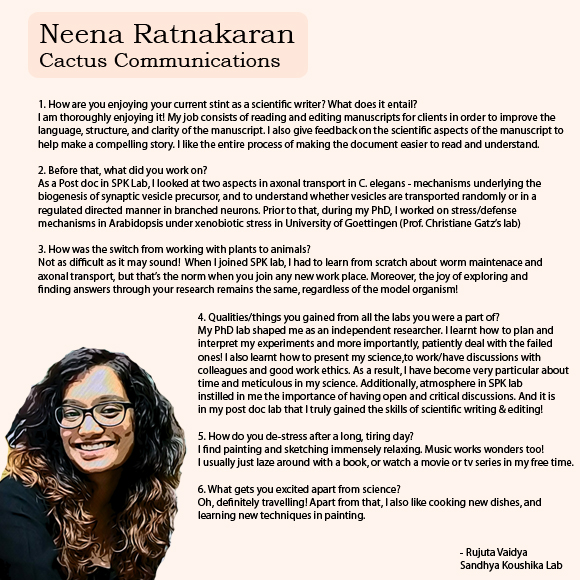 Neena Ratnakaran
Cactus Communications
1. How are you enjoying your current stint as a scientific writer? What does it entail?
I am thoroughly enjoying it! My job consists of reading and editing manuscripts for clients in order to improve the
language, structure, and clarity of the manuscript. I also give feedback on the scientific aspects of the manuscript to
help make a compelling story. I like the entire process of making the document easier to read and understand.
2. Before that, what did you work on?
As a Post doc in SPK Lab, I looked at two aspects in axonal transport in C. elegans - mechanisms underlying the
biogenesis of synaptic vesicle precursor, and to understand whether vesicles are transported randomly or in a
regulated directed manner in branched neurons. Prior to that, during my PhD, I worked on stress/defense
mechanisms in Arabidopsis under xenobiotic stress in University of Goettingen (Prof. Christiane Gatz's lab)
3. How was the switch from working with plants to animals?
Not as difficult as it may sound! When I joined SPK lab, I had to learn from scratch about worm maintenace and
axonal transport, but that's the norm when you join any new work place. Moreover, the joy of exploring and
finding answers through your research remains the same, regardless of the model organism!
4. Qualities/things you gained from all the labs you were a part of?
My PhD lab shaped me as an independent researcher. I learnt how to plan and
interpret my experiments and more importantly, patiently deal with the failed
ones! I also learnt how to present my science,to work/have discussions with
colleagues and good work ethics. As a result, I have become very particular about
time and meticulous in my science. Additionally, atmosphere in SPK lab
instilled in me the importance of having open and critical discussions. And it is
in my post doc lab that I truly gained the skills of scientific writing & editing!
5. How do you de-stress after a long, tiring day?
I find painting and sketching immensely relaxing. Music works wonders too!
I usually just laze around with a book, or watch a movie or tv series in my free time.
6. What gets you excited apart from science?
Oh, definitely travelling! Apart from that, I also like cooking new dishes, and
learning new techniques in painting.
- Rujuta Vaidya
Sandhya Koushika Lab